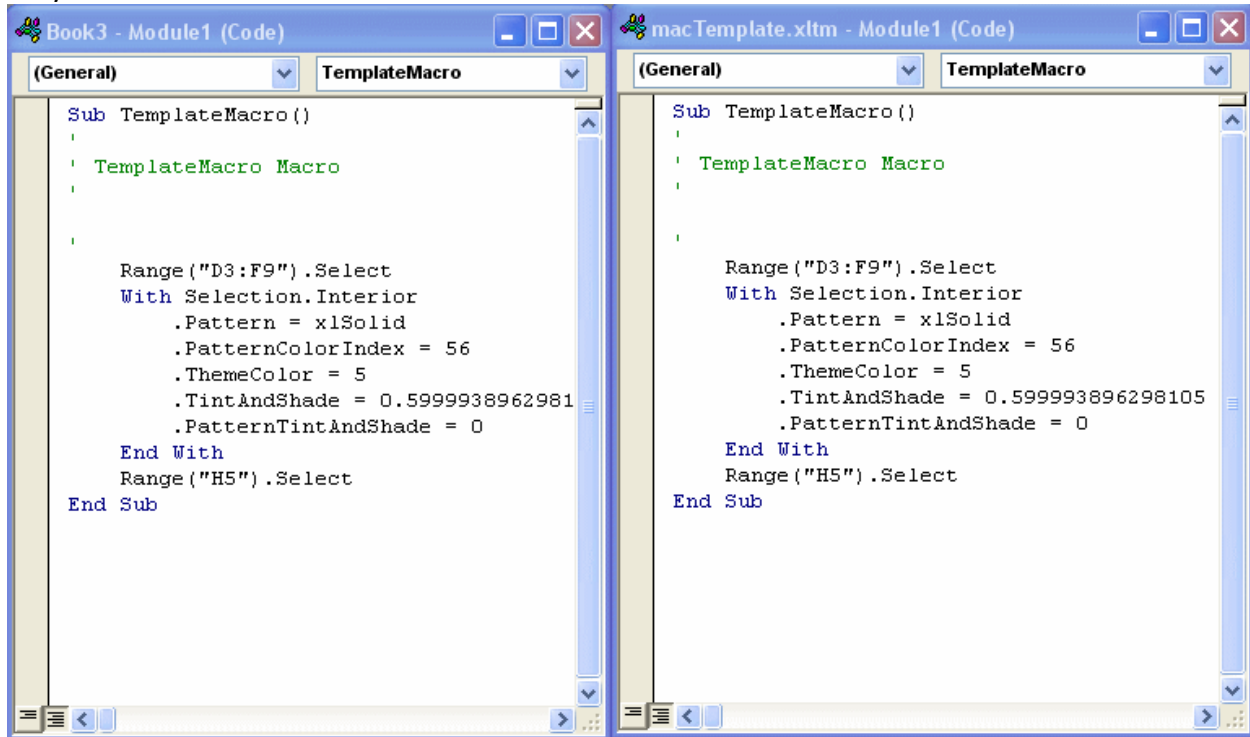 Book3 - Module1 (Code)
(General) TemplateMacro
Sub TemplateMacro()
'
' TemplateMacro Macro
'
'
Range("D3:F9").Select
With Selection.Interior
.Pattern = xlSolid
.PatternColorIndex = 56
.ThemeColor = 5
.TintAndShade = 0.5999938962981
.PatternTintAndShade = 0
End With
Range("H5").Select
End Sub
macTemplate.xltm - Module1 (Code)
(General) TemplateMacro
Sub TemplateMacro()
'
' TemplateMacro Macro
'
'
Range("D3:F9").Select
With Selection.Interior
.Pattern = xlSolid
.PatternColorIndex = 56
.ThemeColor = 5
.TintAndShade = 0.599993896298105
.PatternTintAndShade = 0
End With
Range("H5").Select
End Sub